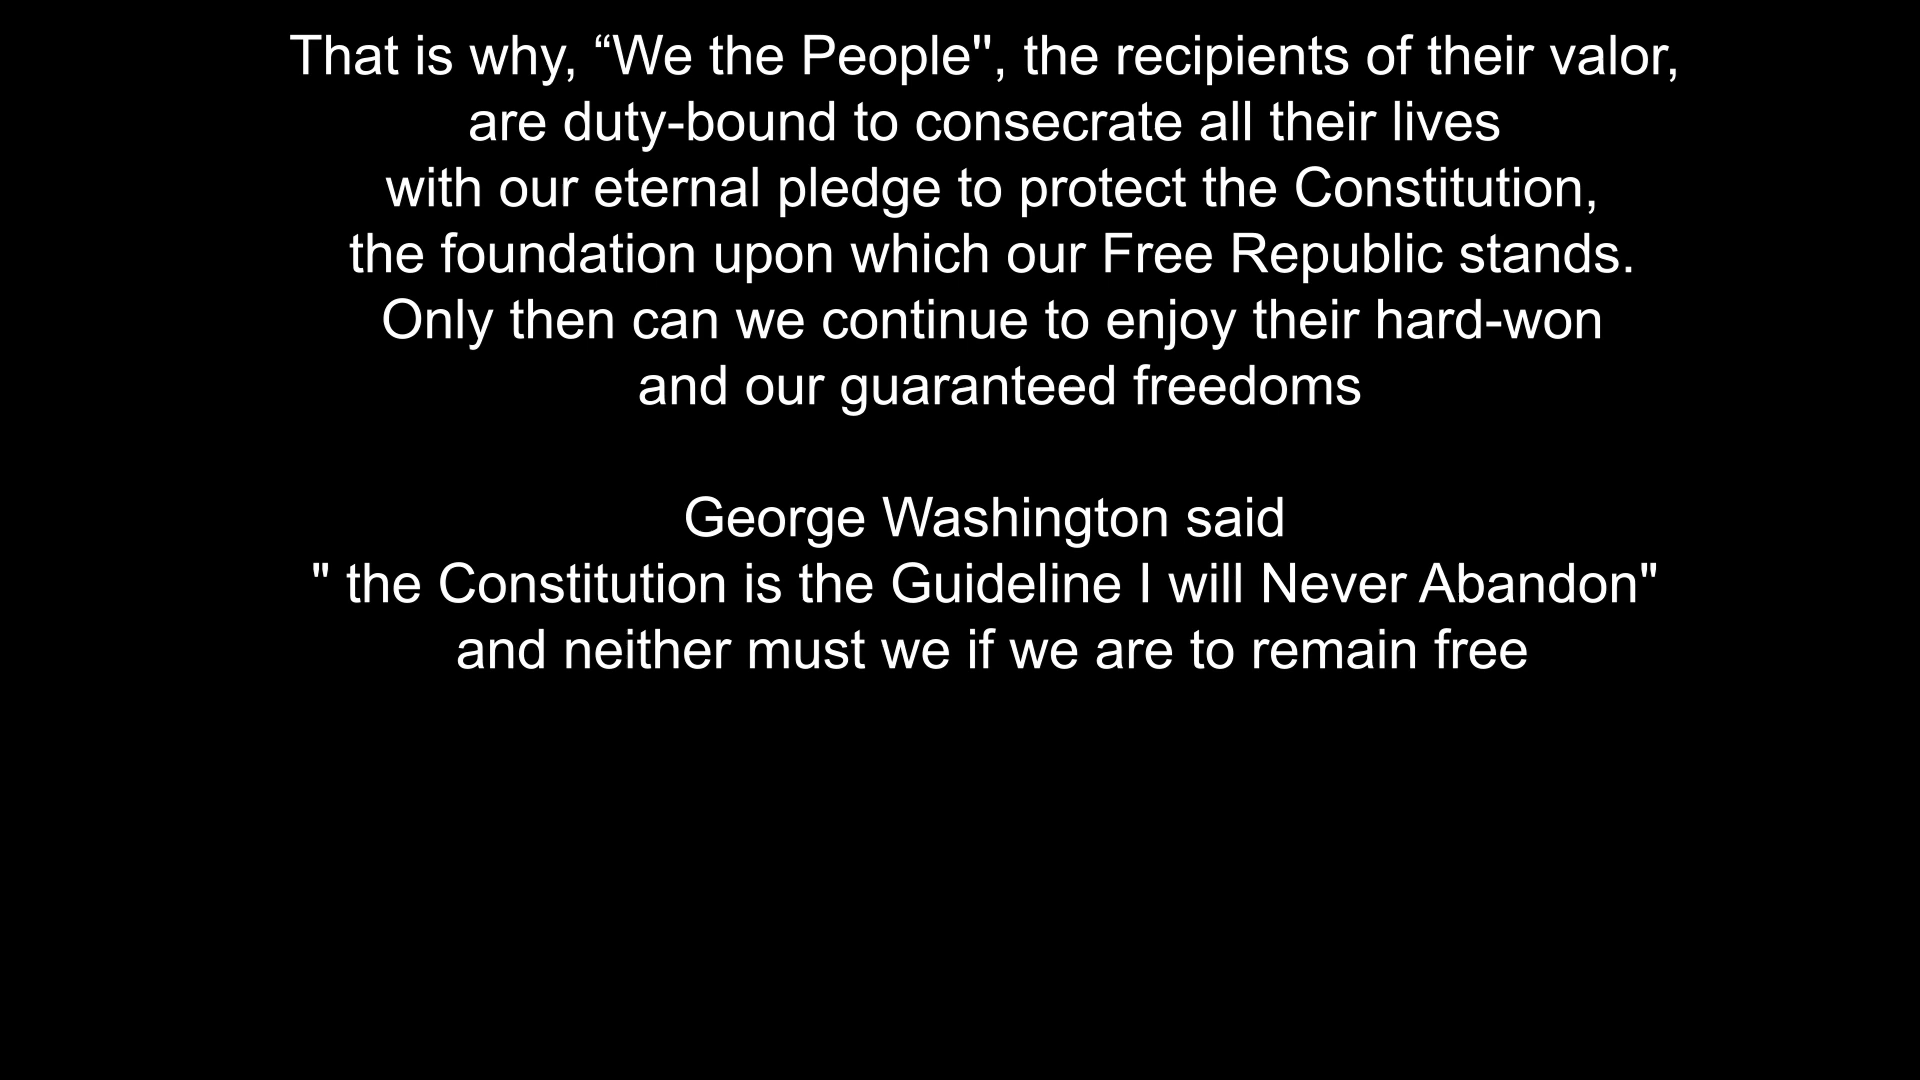 That is why, “We the People", the recipients of their valor,
are duty-bound to consecrate all their lives
with our eternal pledge to protect the Constitution,
the foundation upon which our Free Republic stands.
Only then can we continue to enjoy their hard-won
and our guaranteed freedoms
George Washington said
" the Constitution is the Guideline I will Never Abandon"
and neither must we if we are to remain free